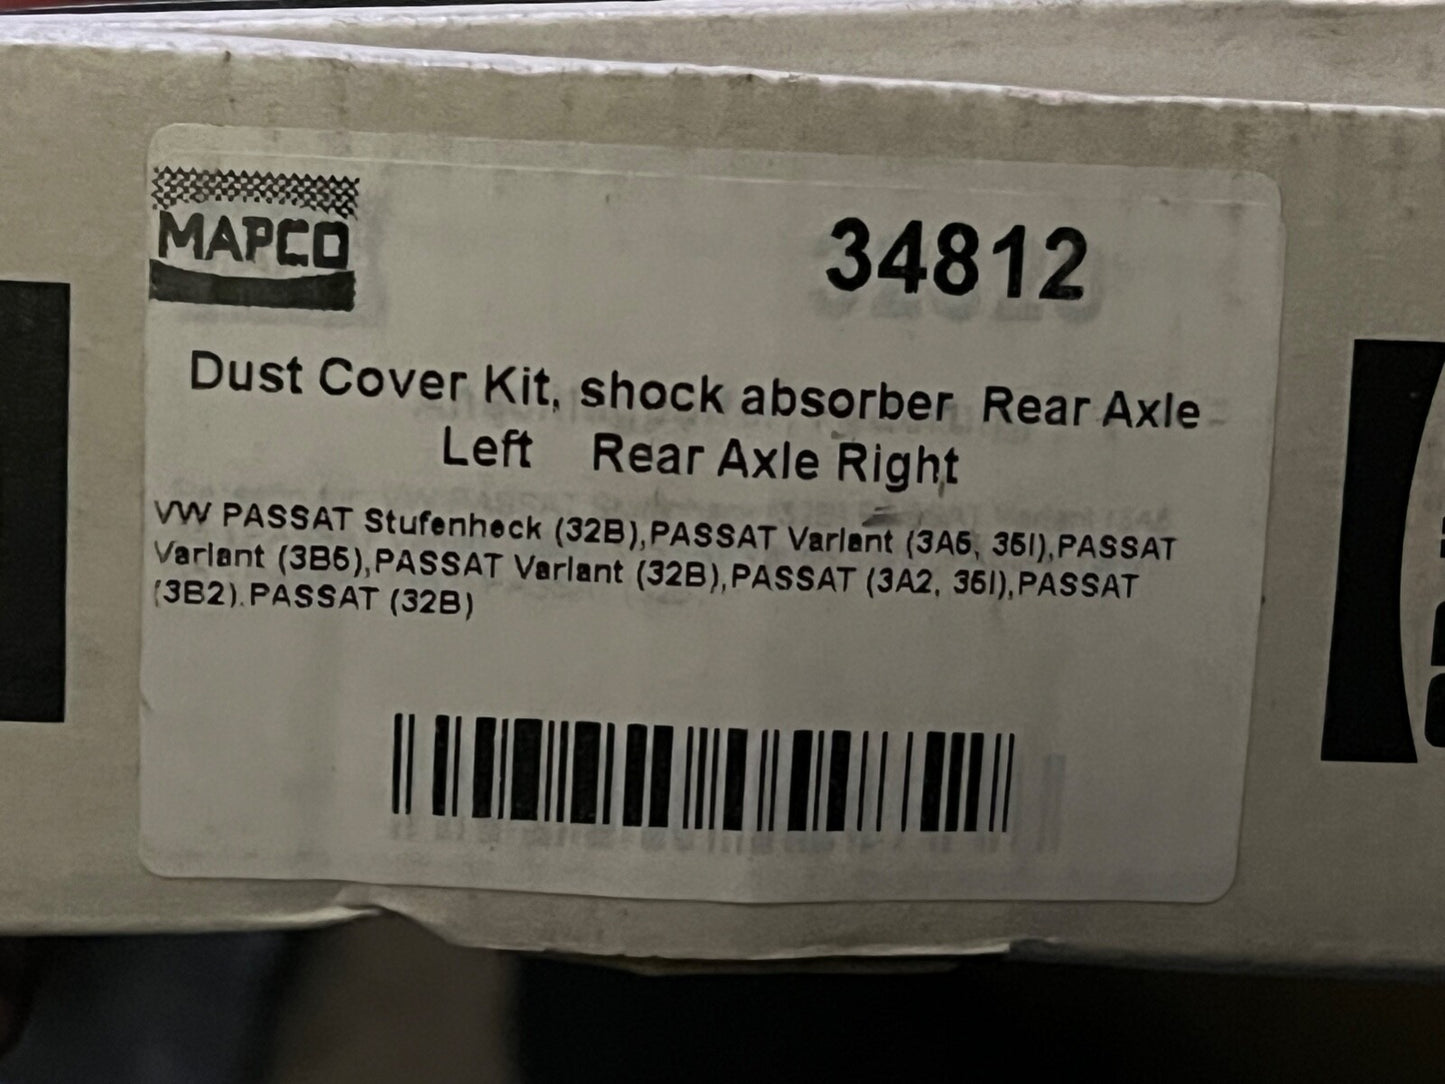 MAPCO
34812
Dust Cover Kit, shock absorber Rear Axle
Left Rear Axle Right
VW PASSAT Stufenheck (32B),PASSAT Variant (3A5, 35I),PASSAT
Variant (3B5),PASSAT Variant (32B),PASSAT (3A2, 35I),PASSAT
(3B2).PASSAT (32B)